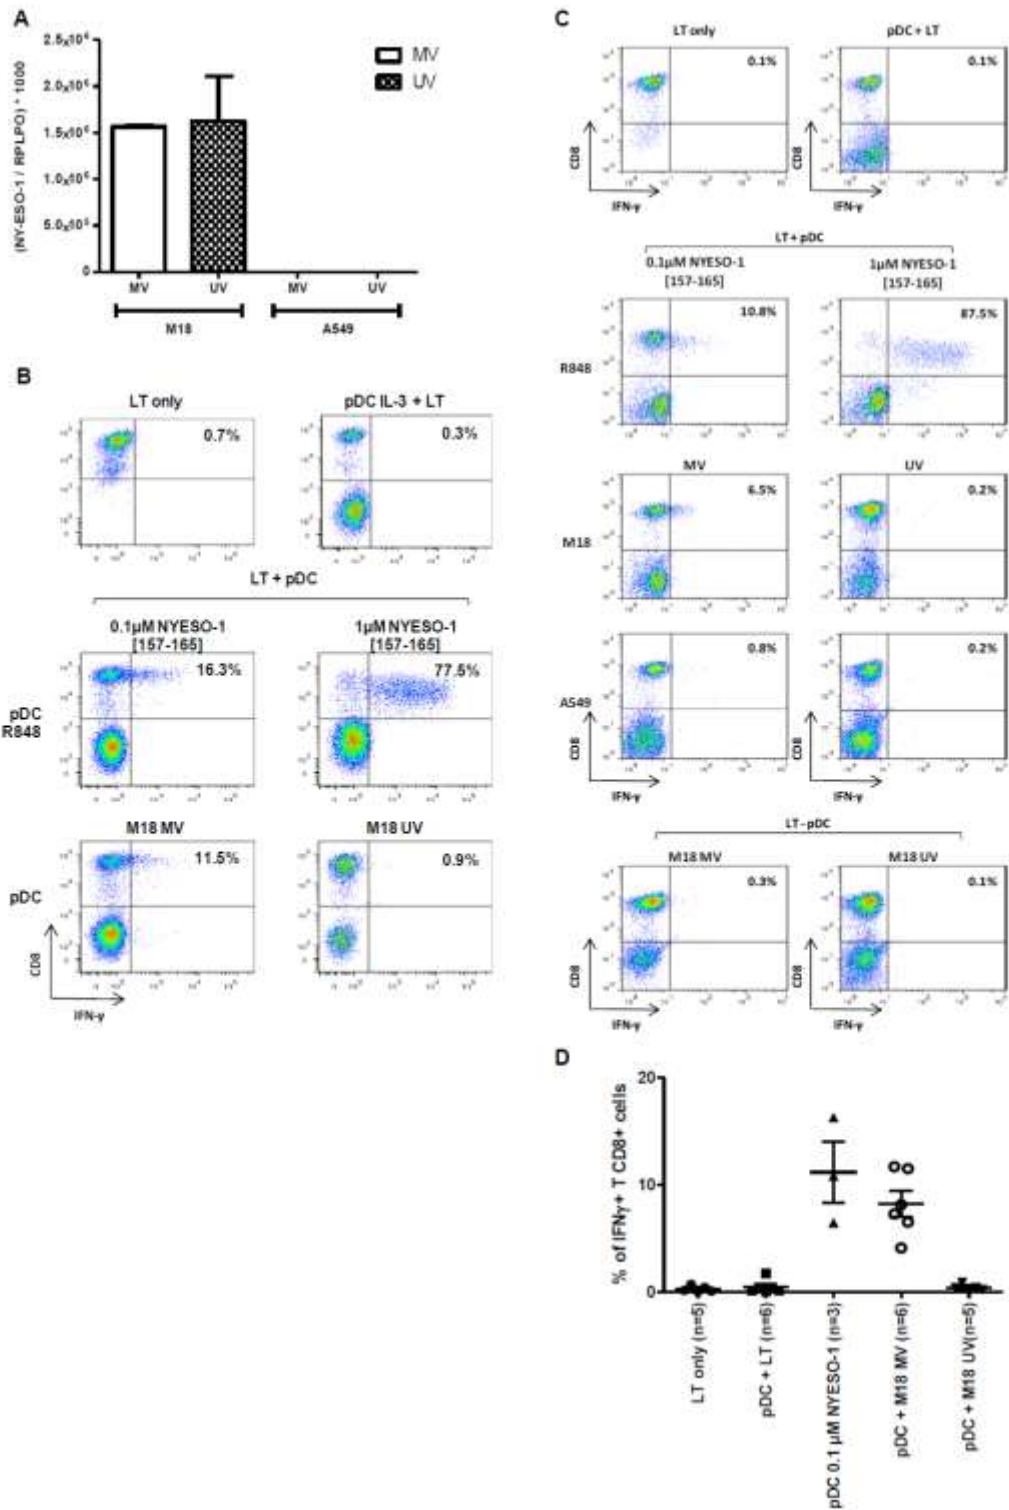 A
2.5x10⁶
2.0x10⁶
1.5x10⁶
1.0x10⁶
5.0x10⁵
0
(NY-ESO-1 / RPLPO) * 1000
MV
UV
MV UV MV UV
M18 A549
B
LT only pDC IL-3 + LT
0.7% 0.3%
LT + pDC
0.1µM NYESO-1 1µM NYESO-1
[157-165] [157-165]
16.3% 77.5%
pDC
R848
M18 MV M18 UV
11.5% 0.9%
pDC
CD8
IFN-γ
C
LT only pDC + LT
0.1% 0.1%
CD8 CD8
IFN-γ IFN-γ
LT + pDC
0.1µM NYESO-1 1µM NYESO-1
[157-165] [157-165]
10.8% 87.5%
R848
MV UV
6.5% 0.2%
M18
0.8% 0.2%
A549
CD8 CD8
IFN-γ IFN-γ
LT - pDC
M18 MV M18 UV
0.3% 0.1%
CD8 CD8
IFN-γ IFN-γ
D
20
10
0
% of IFNγ+ T CD8+ cells
LT only (n=5)
pDC + LT (n=6)
pDC 0.1 µM NYESO-1 (n=3)
pDC + M18 MV (n=6)
pDC + M18 UV(n=5)